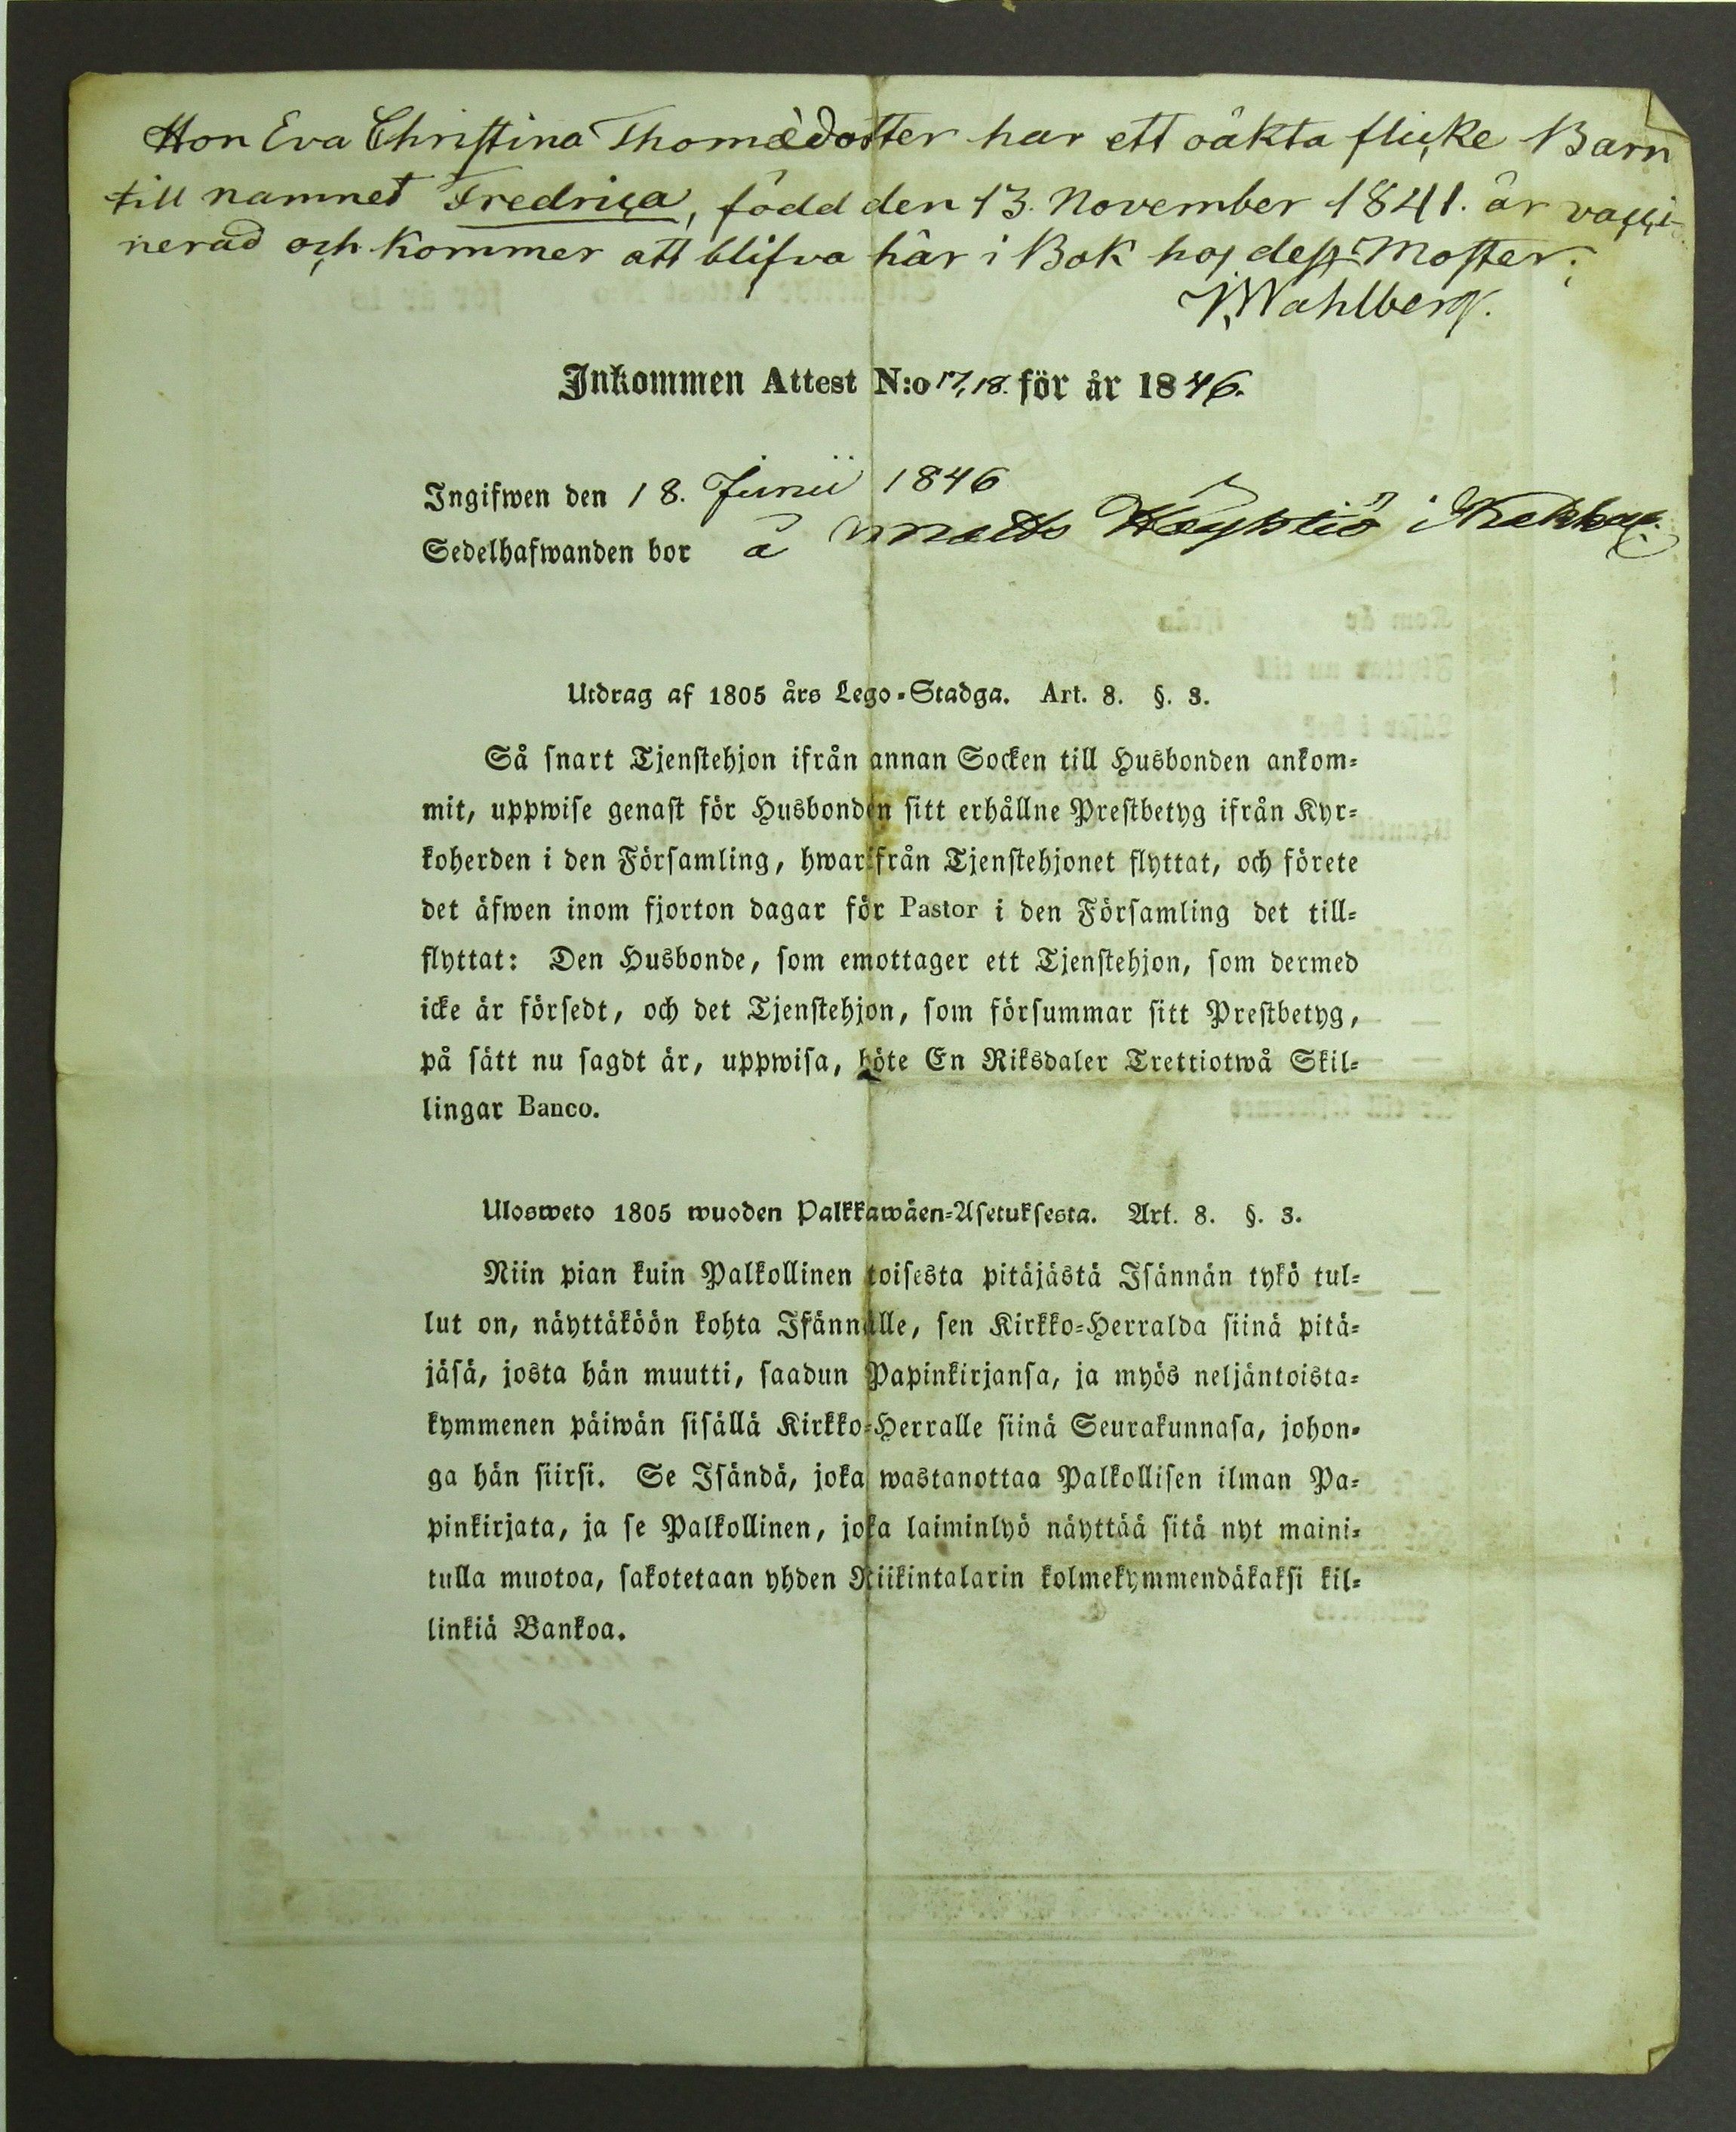 Hon Eva Christina Thomædotter har ett oäkta flicke Barn
till namnet Fredrica, född den 13. November 1841. är vacci-
nerad och kommer att blifva här i Bok hos dess Moster.
Wahlberg.
Inkommen Attest N:o 17,18. för år 1846.
Ingifwen den 18. Junii 1846
Sedelhafwanden bor å Matts i
Utdrag af 1805 års Lego-Stadga. Art. 8. §. 3.
Så snart Tjenstehjon ifrån annan Socken till Husbonden ankom-
mit, uppwise genast för Husbonden sitt erhållne Prestbetyg ifrån Kyr-
koherden i den Församling, hwarifrån Tjenstehjonet flyttat, och förete
det äfwen inom fjorton dagar för Pastor i den Församling det till-
flyttat: Den Husbonde, som emottager ett Tjenstehjon, som dermed
icke är försedt, och det Tjenstehjon, som försummar sitt Prestbetyg,
på sätt nu sagdt är, uppwisa, böte En Riksdaler Trettiotwå Skil-
lingar Banco.
Ulosweto 1805 wuoden Palkkawäen-Asetuksesta. Art. 8. §. 3.
Niin pian kuin Palkollinen toisesta pitäjästä Isännän tykö tul-
lut on, näyttäköön kohta Isännälle, sen Kirkko-Herralda siinä pitä-
jäsä, josta hän muutti, saadun Papinkirjansa, ja myös neljäntoista-
kymmenen päiwän sisällä Kirkko-Herralle siinä Seurakunnasa, johon-
ga hän siirsi. Se Isändä, joka wastanottaa Palkollisen ilman Pa-
pinkirjata, ja se Palkollinen, joka laiminlyö näyttää sitä nyt maini-
tulla muotoa, sakotetaan yhden Riikintalarin kolmekymmendäkaksi kil-
linkiä Bankoa.